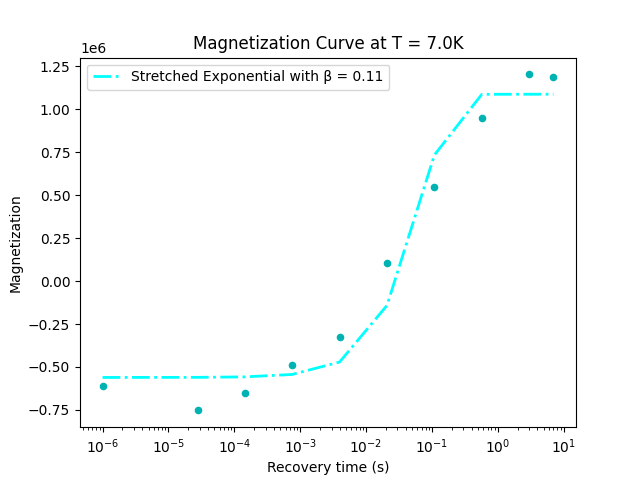 Magnetization Curve at T = 7.0K
1e6
Stretched Exponential with β = 0.11
1.25
1.00
0.75
0.50
0.25
0.00
−0.25
−0.50
−0.75
Magnetization
10⁻⁶ 10⁻⁵ 10⁻⁴ 10⁻³ 10⁻² 10⁻¹ 10⁰ 10¹
Recovery time (s)